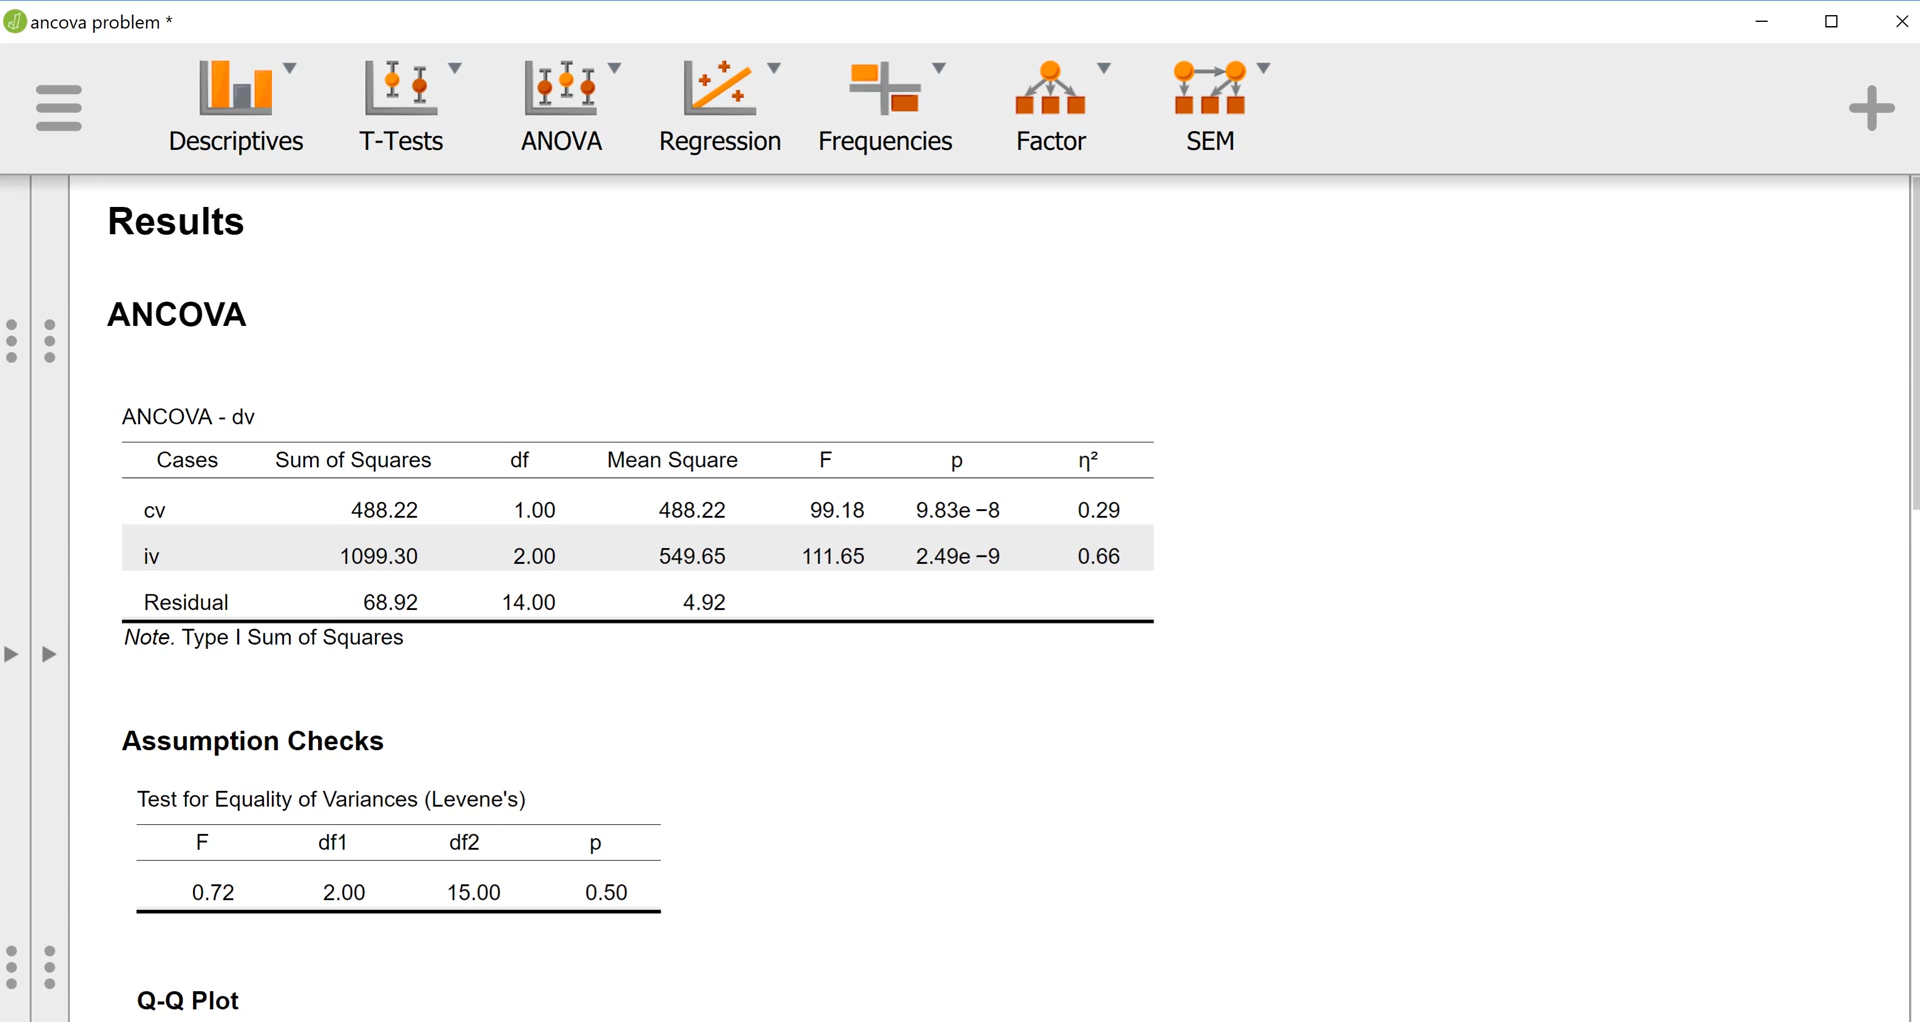 ancova problem *
Descriptives T-Tests ANOVA Regression Frequencies Factor SEM
Results
ANCOVA
ANCOVA - dv
Cases Sum of Squares df Mean Square F p η²
cv 488.22 1.00 488.22 99.18 9.83e −8 0.29
iv 1099.30 2.00 549.65 111.65 2.49e −9 0.66
Residual 68.92 14.00 4.92
Note. Type I Sum of Squares
Assumption Checks
Test for Equality of Variances (Levene's)
F df1 df2 p
0.72 2.00 15.00 0.50
Q-Q Plot